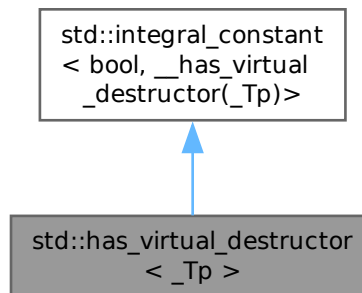 std::integral_constant
< bool, __has_virtual
_destructor(_Tp)>
std::has_virtual_destructor
< _Tp >